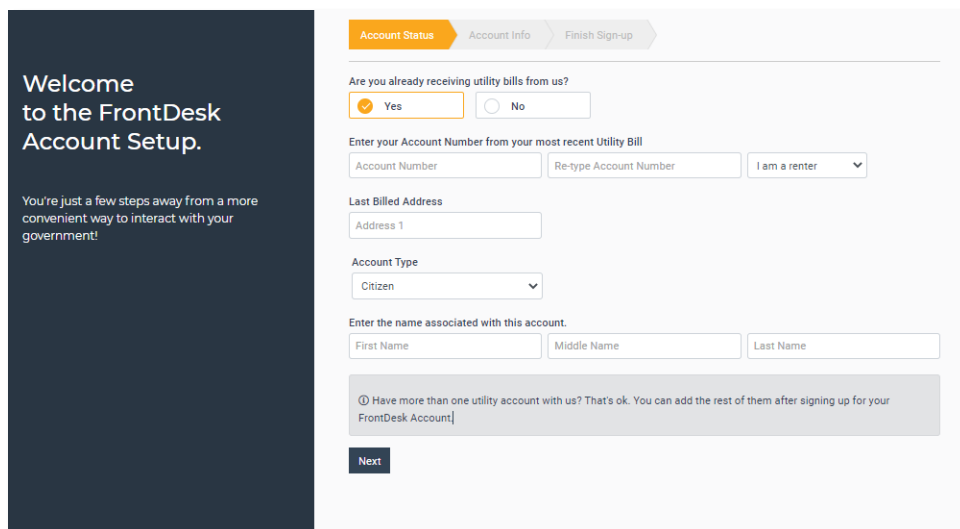 Welcome
to the FrontDesk
Account Setup.
You're just a few steps away from a more
convenient way to interact with your
government!
Account Status
Account Info
Finish Sign-up
Are you already receiving utility bills from us?
Yes
No
Enter your Account Number from your most recent Utility Bill
Account Number
Re-type Account Number
I am a renter
Last Billed Address
Address 1
Account Type
Citizen
Enter the name associated with this account.
First Name
Middle Name
Last Name
Have more than one utility account with us? That's ok. You can add the rest of them after signing up for your
FrontDesk Account.
Next